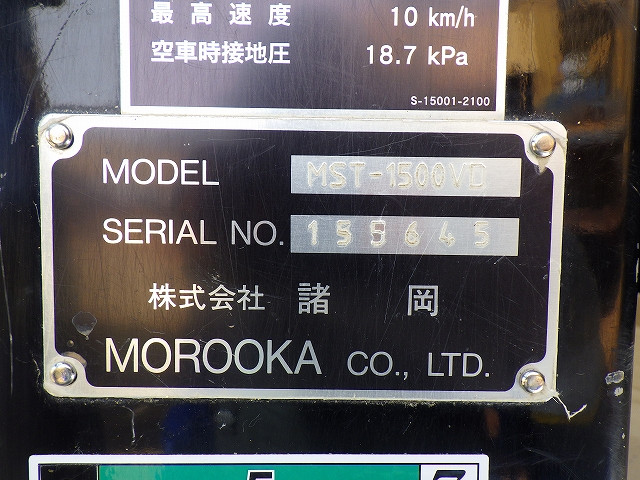 最高速度 10 km/h
空車時接地圧 18.7 kPa
S-15001-2100
MODEL MST-1500VD
SERIAL NO. 155645
株式会社 諸岡
MOROOKA CO., LTD.